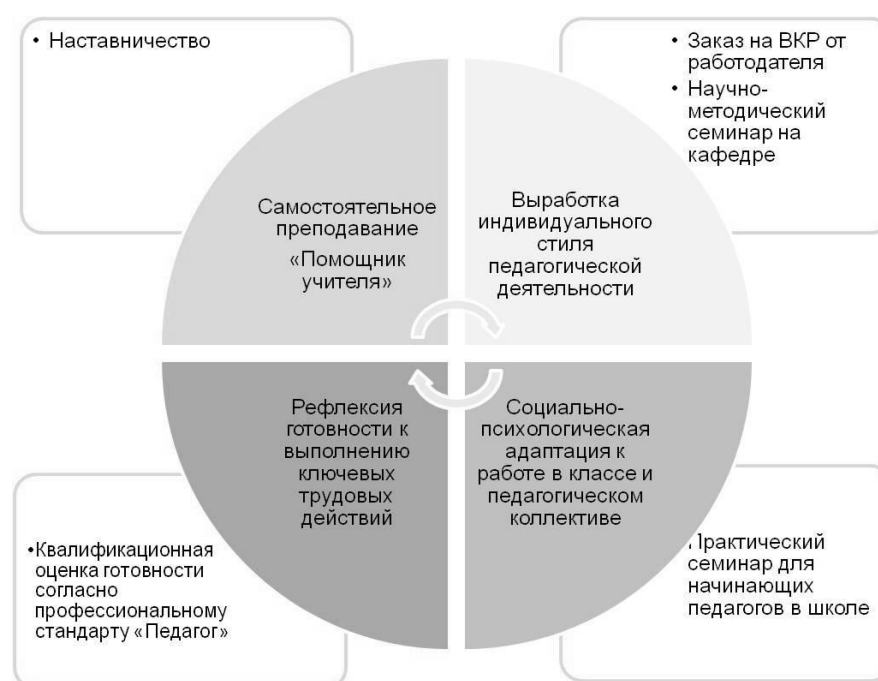 • Наставничество
• Заказ на ВКР от
работодателя
• Научно-
методический
семинар на
кафедре
Самостоятельное
преподавание
«Помощник
учителя»
Выработка
индивидуального
стиля
педагогической
деятельности
Рефлексия
готовности к
выполнению
ключевых
трудовых
действий
Социально-
психологическая
адаптация к
работе в классе и
педагогическом
коллективе
•Квалификационная
оценка готовности
согласно
профессиональному
стандарту «Педагог»
Практический
семинар для
начинающих
педагогов в школе